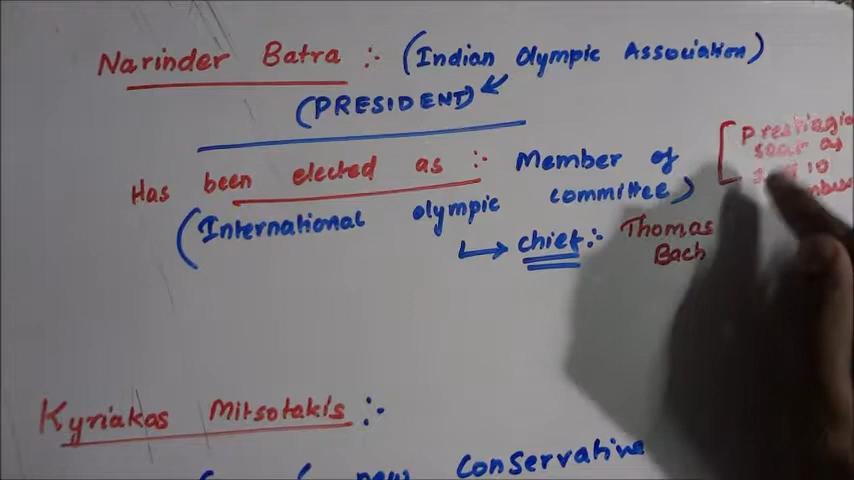 Narinder Batra :- (Indian Olympic Association)
(PRESIDENT)
Has been elected as :- Member of
(International olympic committee)
chief :- Thomas
Bach
Kyriakos Mitsotakis :-
new Conservative